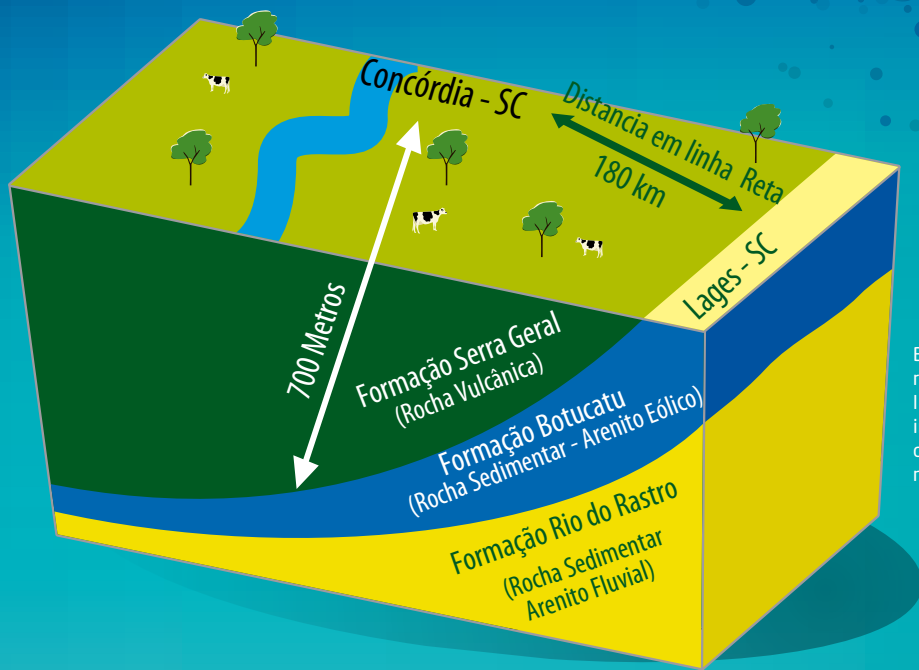 Concórdia - SC
Distancia em linha Reta
180 km
Lages - SC
700 Metros
Formação Serra Geral
(Rocha Vulcânica)
Formação Botucatu
(Rocha Sedimentar - Arenito Eólico)
Formação Rio do Rastro
(Rocha Sedimentar
Arenito Fluvial)